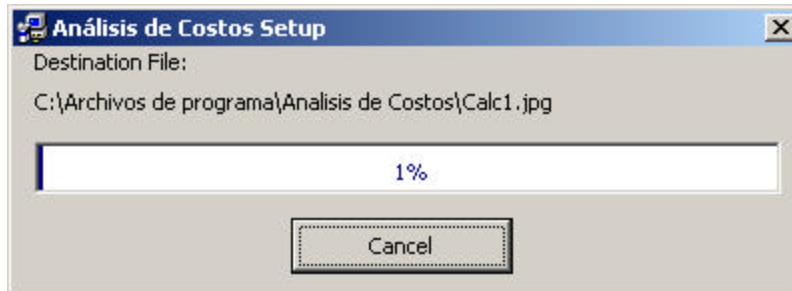 Análisis de Costos Setup
Destination File:
C:\Archivos de programa\Analisis de Costos\Calc1.jpg
1%
Cancel